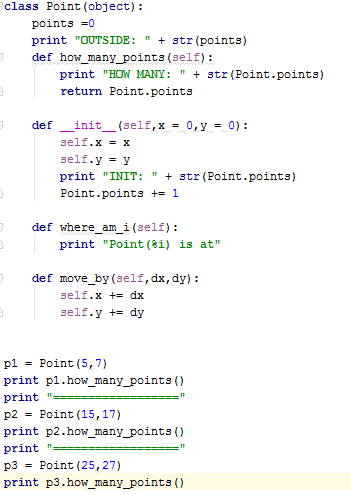 class Point(object):
    points =0
    print "OUTSIDE: " + str(points)
    def how_many_points(self):
        print "HOW MANY: " + str(Point.points)
        return Point.points
    def __init__(self,x = 0,y = 0):
        self.x = x
        self.y = y
        print "INIT: " + str(Point.points)
        Point.points += 1
    def where_am_i(self):
        print "Point(%i) is at"
    def move_by(self,dx,dy):
        self.x += dx
        self.y += dy
p1 = Point(5,7)
print p1.how_many_points()
print "==================="
p2 = Point(15,17)
print p2.how_many_points()
print "==================="
p3 = Point(25,27)
print p3.how_many_points()